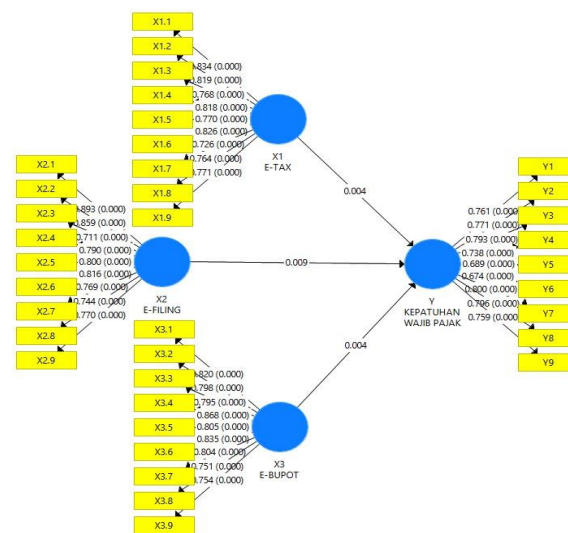 X1.1
X1.2
X1.3
X1.4
X1.5
X1.6
X1.7
X1.8
X1.9
0.834 (0.000)
0.819 (0.000)
0.768 (0.000)
0.818 (0.000)
0.770 (0.000)
0.826 (0.000)
0.726 (0.000)
0.764 (0.000)
0.771 (0.000)
X1
E-TAX
0.004
X2.1
X2.2
X2.3
X2.4
X2.5
X2.6
X2.7
X2.8
X2.9
0.893 (0.000)
0.859 (0.000)
0.711 (0.000)
0.790 (0.000)
0.800 (0.000)
0.816 (0.000)
0.769 (0.000)
0.744 (0.000)
0.770 (0.000)
X2
E-FILING
0.009
X3.1
X3.2
X3.3
X3.4
X3.5
X3.6
X3.7
X3.8
X3.9
0.820 (0.000)
0.798 (0.000)
0.795 (0.000)
0.868 (0.000)
0.805 (0.000)
0.835 (0.000)
0.804 (0.000)
0.751 (0.000)
0.754 (0.000)
X3
E-BUPOT
0.004
Y
KEPATUHAN
WAJIB PAJAK
0.761 (0.000)
0.771 (0.000)
0.793 (0.000)
0.738 (0.000)
0.689 (0.000)
0.674 (0.000)
0.800 (0.000)
0.796 (0.000)
0.759 (0.000)
Y1
Y2
Y3
Y4
Y5
Y6
Y7
Y8
Y9